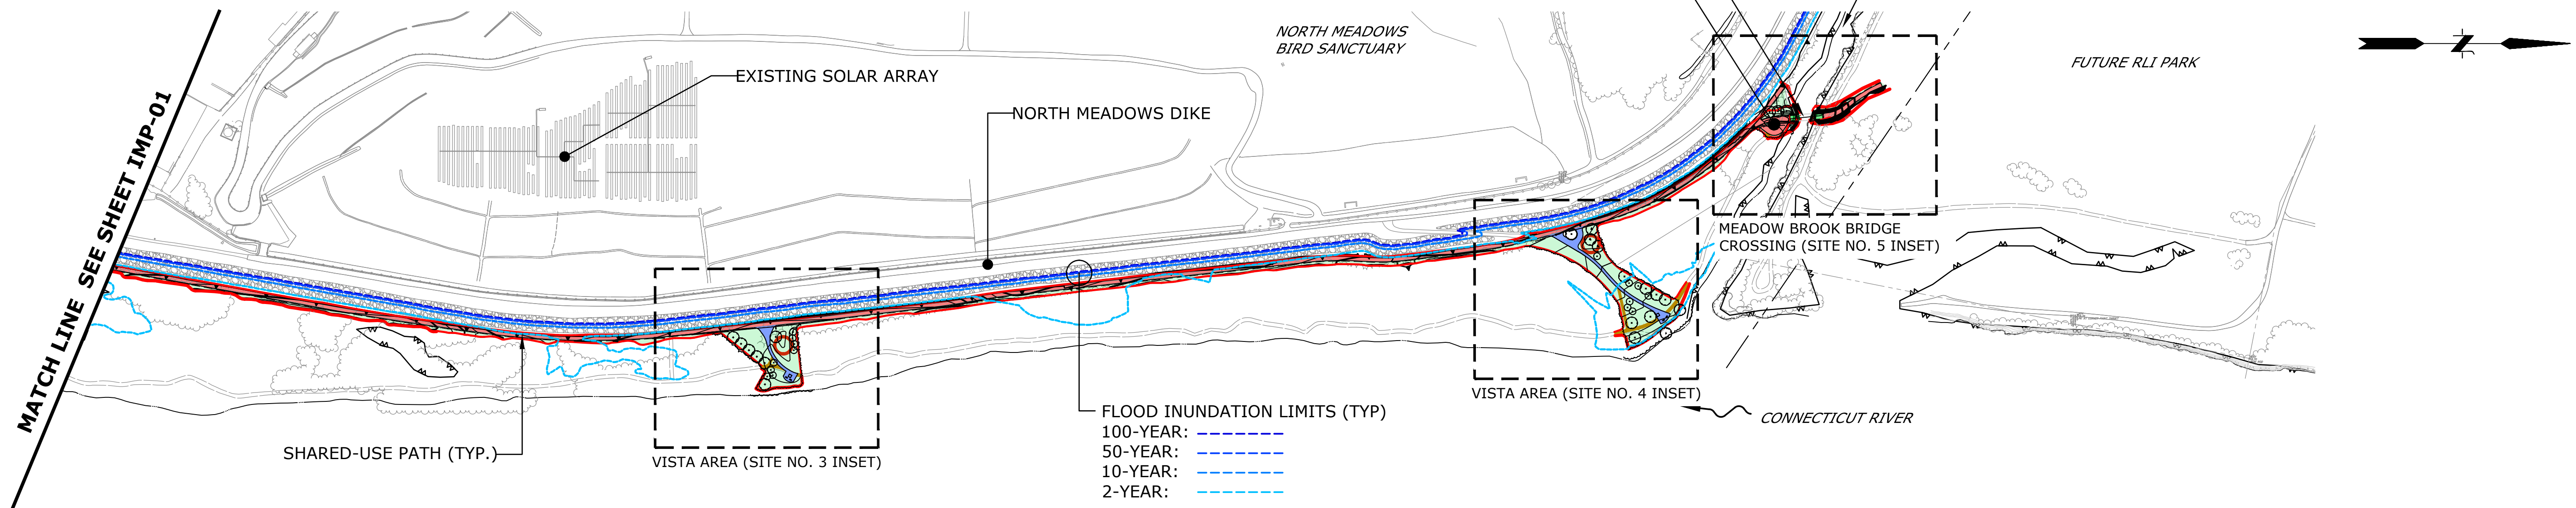 NORTH MEADOWS
BIRD SANCTUARY
FUTURE RLI PARK
EXISTING SOLAR ARRAY
NORTH MEADOWS DIKE
MATCH LINE SEE SHEET IMP-01
MEADOW BROOK BRIDGE
CROSSING (SITE NO. 5 INSET)
VISTA AREA (SITE NO. 4 INSET)
CONNECTICUT RIVER
SHARED-USE PATH (TYP.)
VISTA AREA (SITE NO. 3 INSET)
FLOOD INUNDATION LIMITS (TYP)
100-YEAR:
50-YEAR:
10-YEAR:
2-YEAR:
N